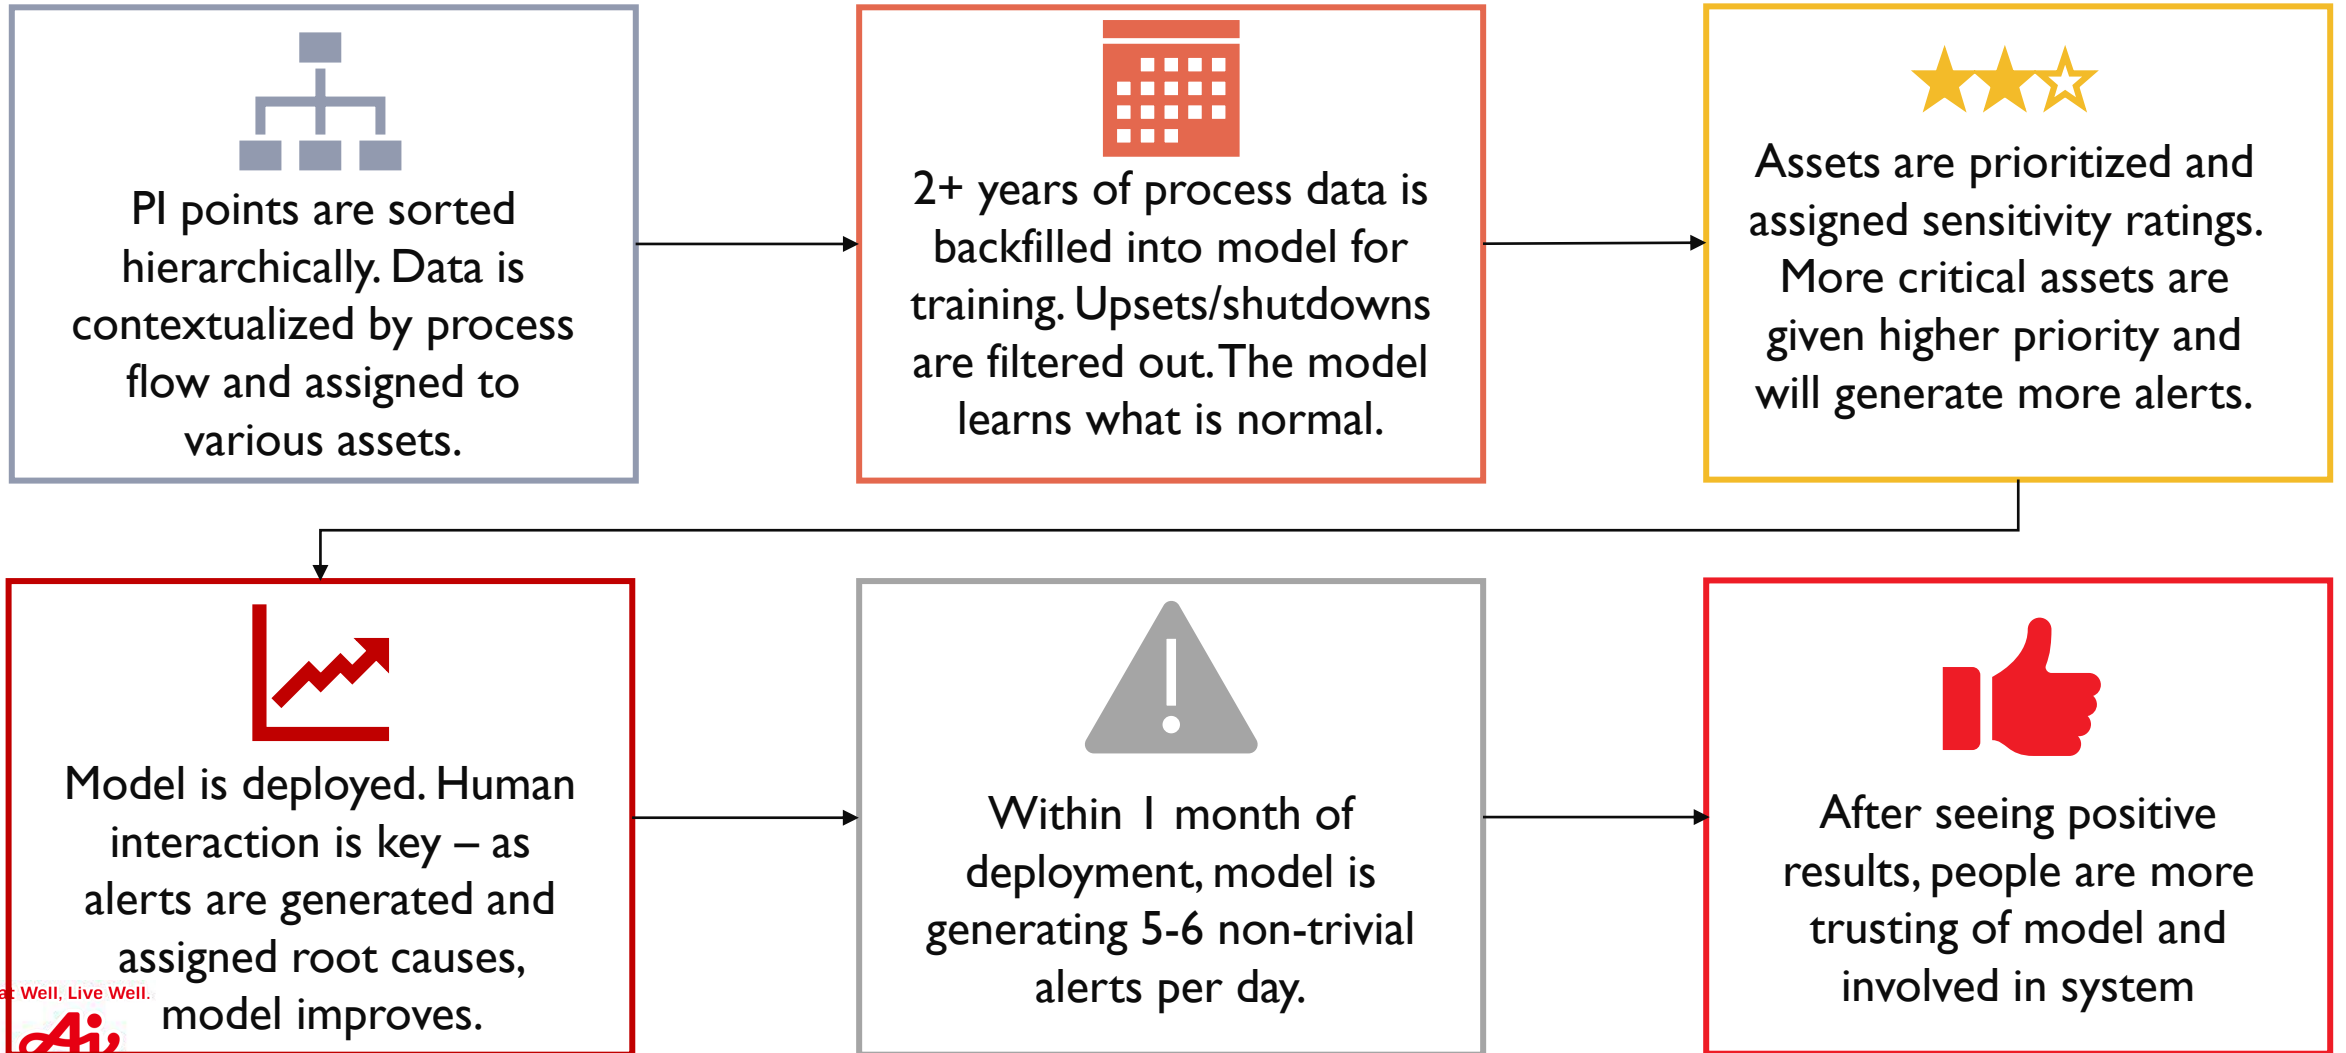 PI points are sorted
hierarchically. Data is
contextualized by process
flow and assigned to
various assets.
2+ years of process data is
backfilled into model for
training. Upsets/shutdowns
are filtered out. The model
learns what is normal.
Assets are prioritized and
assigned sensitivity ratings.
More critical assets are
given higher priority and
will generate more alerts.
Model is deployed. Human
interaction is key – as
alerts are generated and
assigned root causes,
model improves.
Within 1 month of
deployment, model is
generating 5-6 non-trivial
alerts per day.
After seeing positive
results, people are more
trusting of model and
involved in system
Well, Live Well.